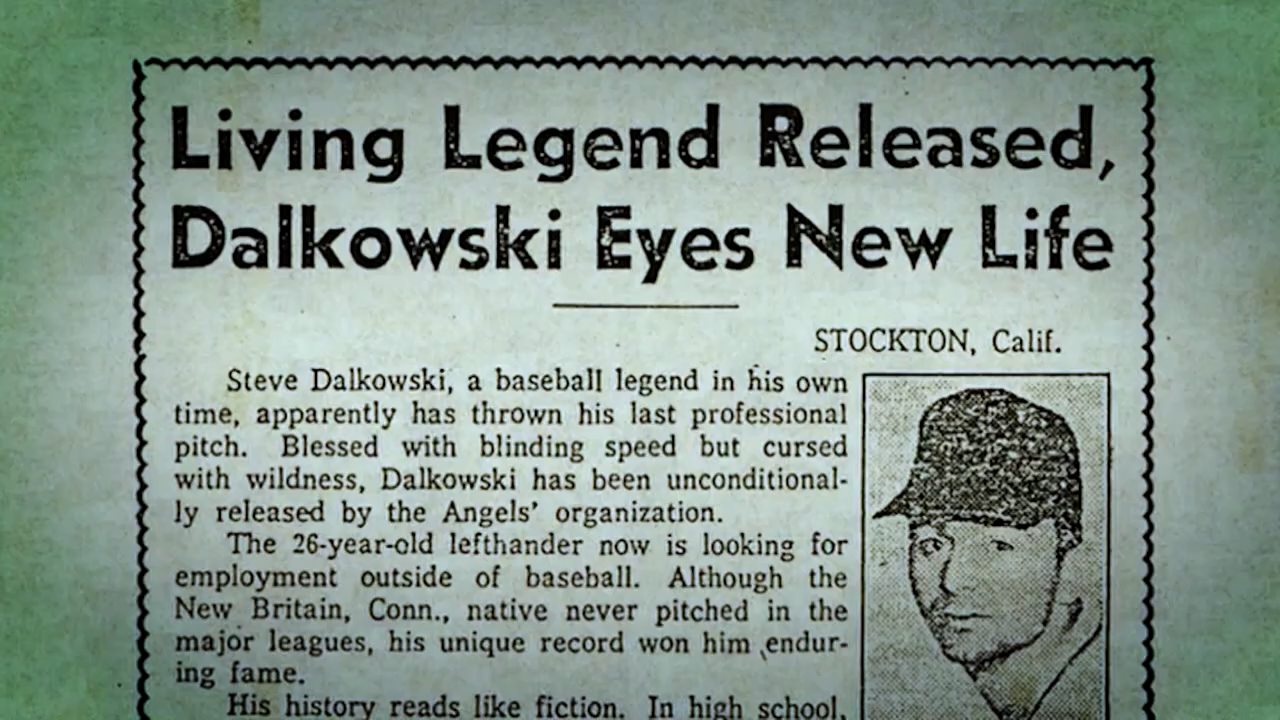 Living Legend Released,
Dalkowski Eyes New Life
STOCKTON, Calif.
Steve Dalkowski, a baseball legend in his own
time, apparently has thrown his last professional
pitch. Blessed with blinding speed but cursed
with wildness, Dalkowski has been unconditional-
ly released by the Angels' organization.
The 26-year-old lefthander now is looking for
employment outside of baseball. Although the
New Britain, Conn., native never pitched in the
major leagues, his unique record won him endur-
ing fame.
His history reads like fiction. In high school,